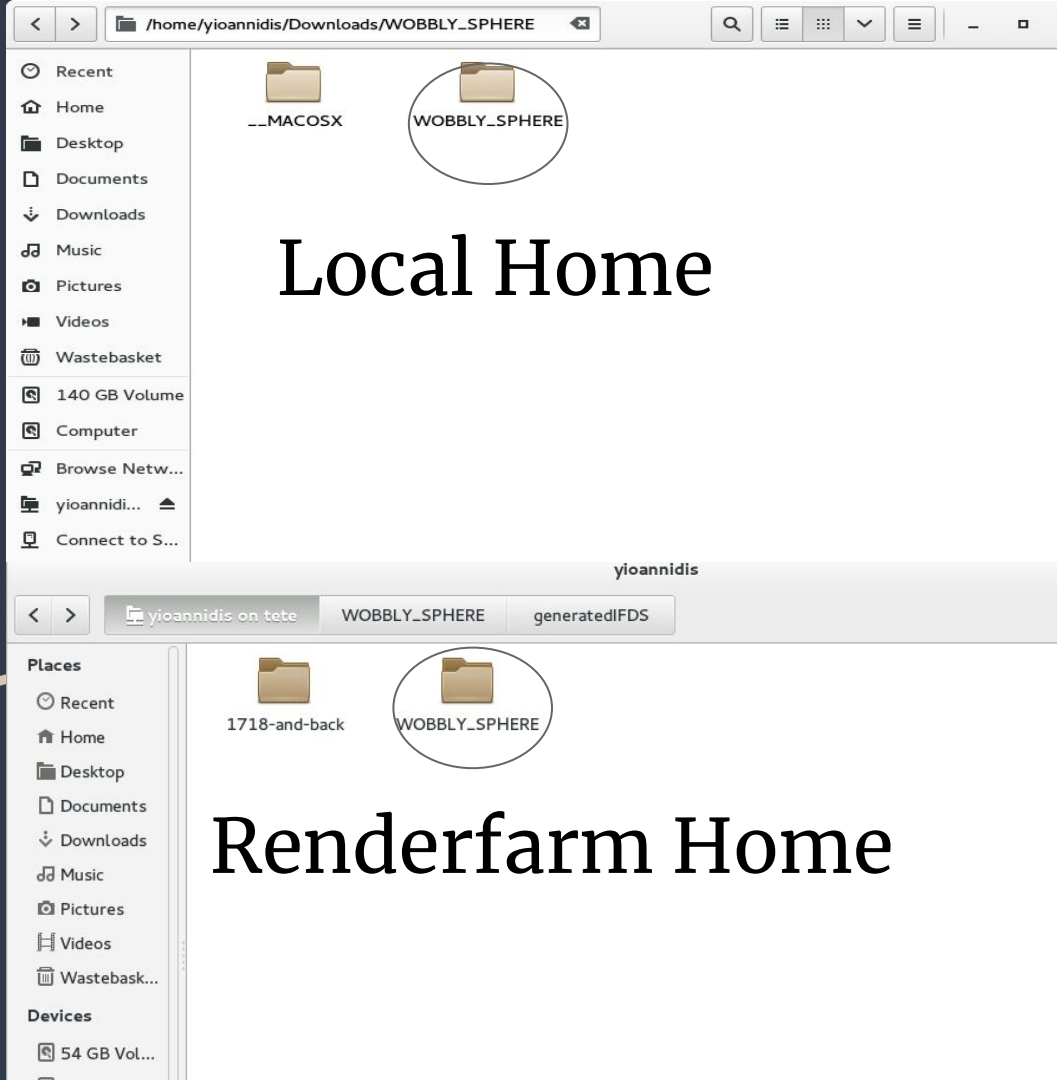 /home/yioannidis/Downloads/WOBBLY_SPHERE
Recent
Home
Desktop
Documents
Downloads
Music
Pictures
Videos
Wastebasket
140 GB Volume
Computer
Browse Netw...
yioannidi...
Connect to S...
__MACOSX
WOBBLY_SPHERE
Local Home
yioannidis
yioannidis on tete
WOBBLY_SPHERE
generatedIFDS
Places
Recent
Home
Desktop
Documents
Downloads
Music
Pictures
Videos
Wastebask...
Devices
54 GB Vol...
1718-and-back
WOBBLY_SPHERE
Renderfarm Home